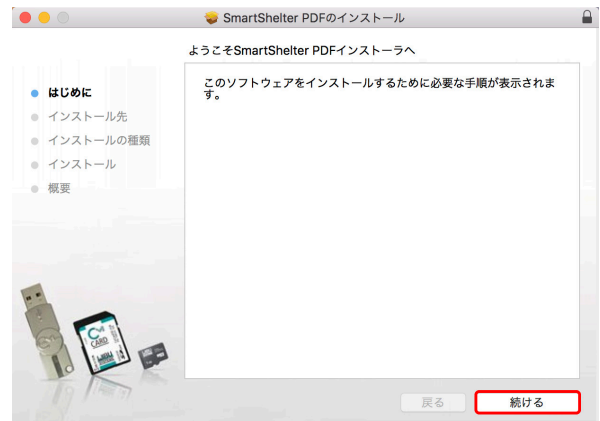 SmartShelter PDFのインストール
ようこそSmartShelter PDFインストーラへ
はじめに
インストール先
インストールの種類
インストール
概要
このソフトウェアをインストールするために必要な手順が表示されま
す。
CARD
戻る
続ける